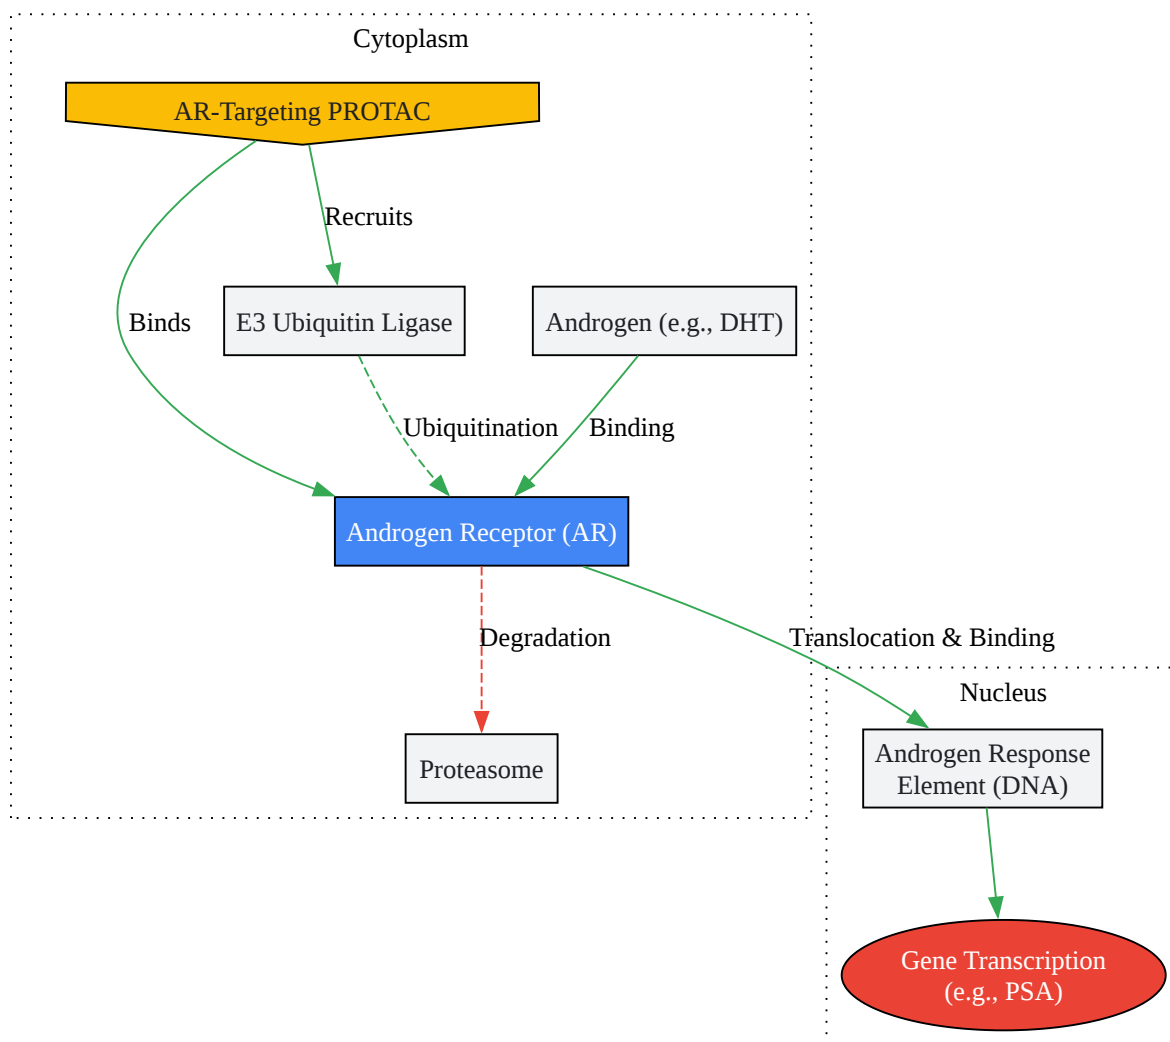 Cytoplasm
AR-Targeting PROTAC
Recruits
Binds
E3 Ubiquitin Ligase
Androgen (e.g., DHT)
Ubiquitination
Binding
Androgen Receptor (AR)
Degradation
Translocation & Binding
Nucleus
Proteasome
Androgen Response
Element (DNA)
Gene Transcription
(e.g., PSA)